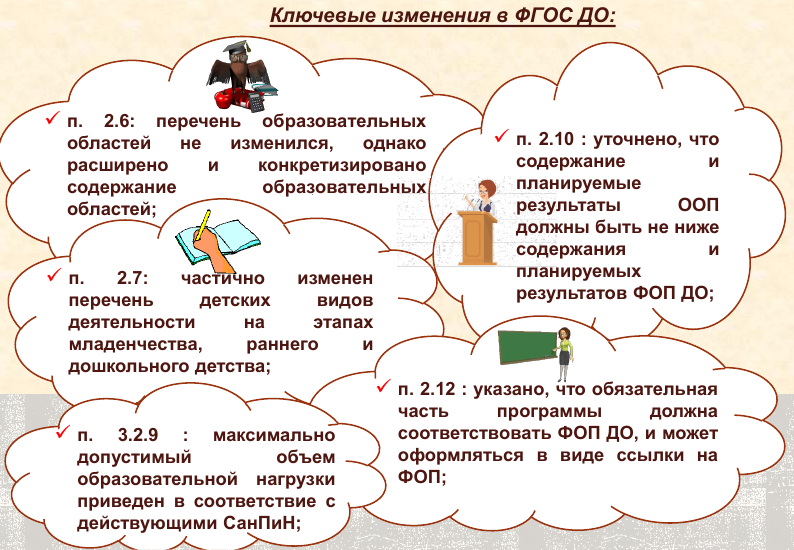 Ключевые изменения в ФГОС ДО:
п. 2.6: перечень образовательных
областей не изменился, однако
расширено и конкретизировано
содержание образовательных
областей;
п. 2.7: частично изменен
перечень детских видов
деятельности на этапах
младенчества, раннего и
дошкольного детства;
п. 3.2.9 : максимально
допустимый объем
образовательной нагрузки
приведен в соответствие с
действующими СанПиН;
п. 2.10 : уточнено, что
содержание и
планируемые
результаты ООП
должны быть не ниже
содержания и
планируемых
результатов ФОП ДО;
п. 2.12 : указано, что обязательная
часть программы должна
соответствовать ФОП ДО, и может
оформляться в виде ссылки на
ФОП;